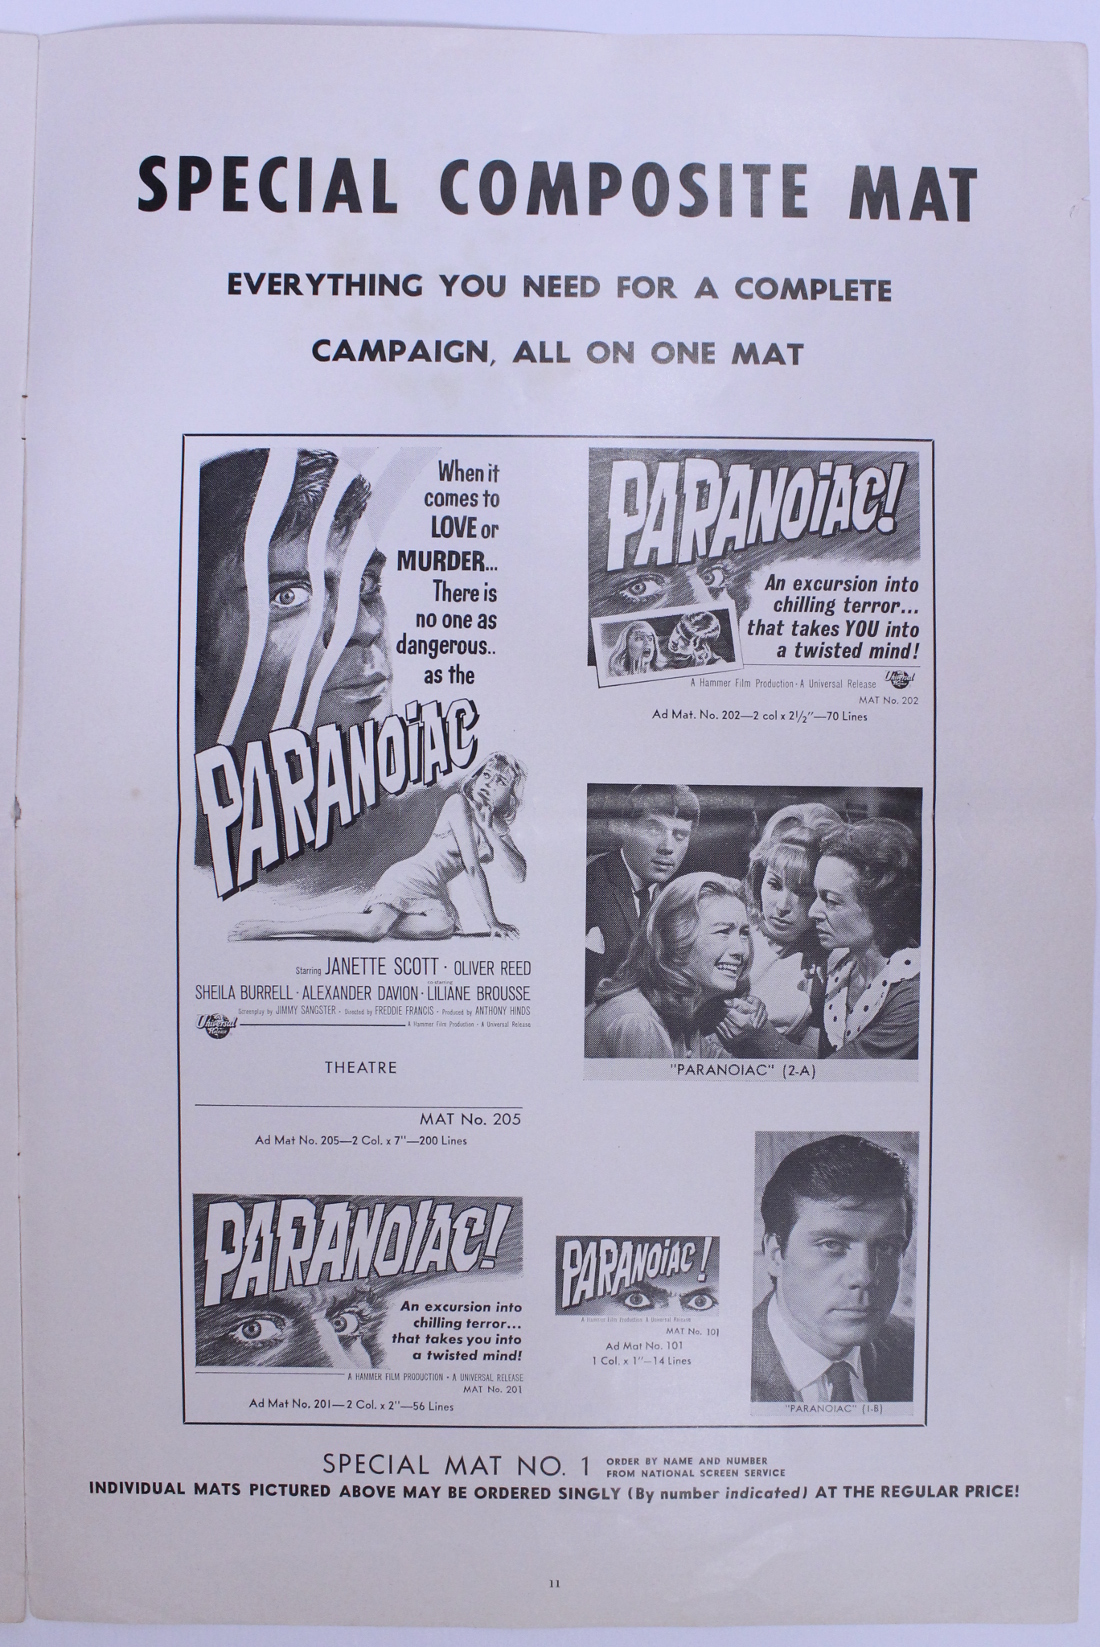 SPECIAL COMPOSITE MAT
EVERYTHING YOU NEED FOR A COMPLETE
CAMPAIGN, ALL ON ONE MAT
When it
comes to
LOVE or
MURDER...
There is
no one as
dangerous..
as the
PARANOiAC
Starring JANETTE SCOTT · OLIVER REED
co-starring
SHEILA BURRELL · ALEXANDER DAVION · LILIANE BROUSSE
Screenplay by JIMMY SANGSTER · Directed by FREDDIE FRANCIS · Produced by ANTHONY HINDS
Universal
A Hammer Film Production · A Universal Release
THEATRE
MAT No. 205
Ad Mat No. 205—2 Col. x 7"—200 Lines
PARANOiAC!
An excursion into
chilling terror...
that takes YOU into
a twisted mind!
A Hammer Film Production · A Universal Release
Universal
MAT No. 202
Ad Mat. No. 202—2 col x 2½"—70 Lines
"PARANOIAC" (2-A)
PARANOIAC!
An excursion into
chilling terror...
that takes you into
a twisted mind!
A HAMMER FILM PRODUCTION · A UNIVERSAL RELEASE
MAT No. 201
Ad Mat No. 201—2 Col. x 2"—56 Lines
PARANOiAC!
A Hammer Film Production A Universal Release
MAT No. 101
Ad Mat No. 101
1 Col. x 1"—14 Lines
"PARANOIAC" (1-B)
SPECIAL MAT NO. 1
ORDER BY NAME AND NUMBER
FROM NATIONAL SCREEN SERVICE
INDIVIDUAL MATS PICTURED ABOVE MAY BE ORDERED SINGLY (By number indicated) AT THE REGULAR PRICE!
11